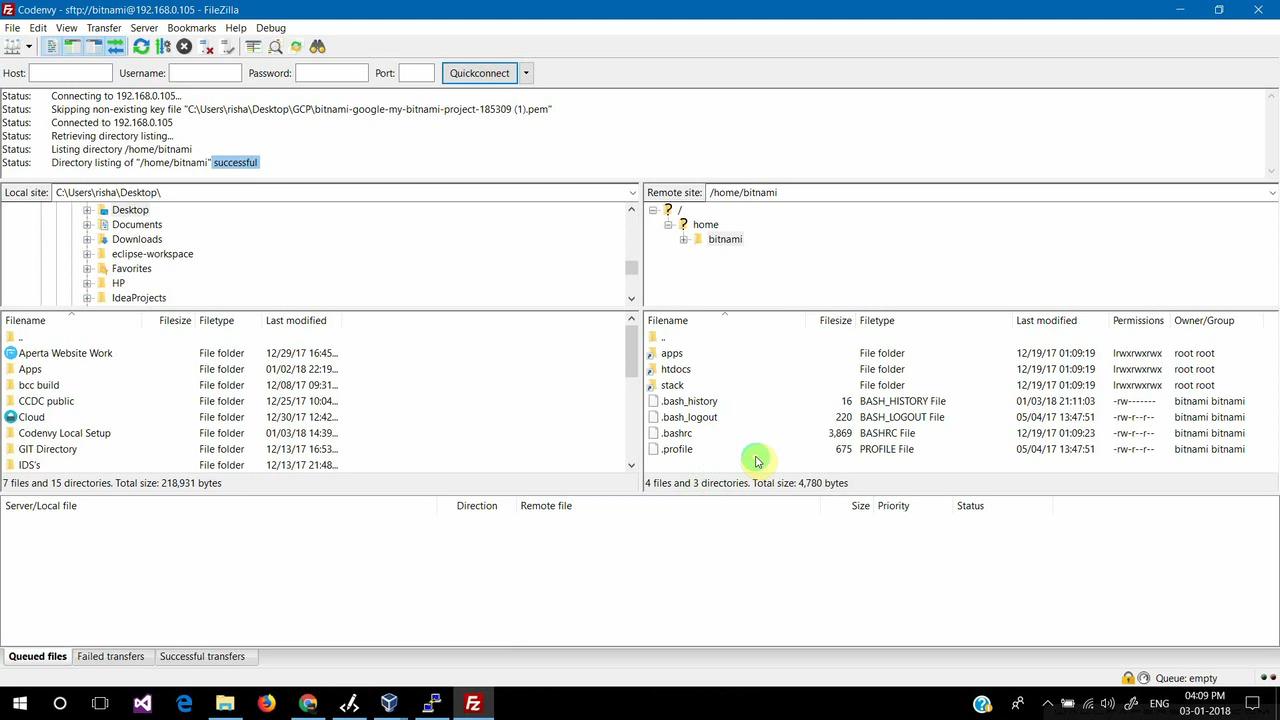 Codenvy - sftp://bitnami@192.168.0.105 - FileZilla
File Edit View Transfer Server Bookmarks Help Debug
Host: Username: Password: Port: Quickconnect
Status: Connecting to 192.168.0.105...
Status: Skipping non-existing key file "C:\Users\risha\Desktop\GCP\bitnami-google-my-bitnami-project-185309 (1).pem"
Status: Connected to 192.168.0.105
Status: Retrieving directory listing...
Status: Listing directory /home/bitnami
Status: Directory listing of "/home/bitnami" successful
Local site: C:\Users\risha\Desktop\
Desktop
Documents
Downloads
eclipse-workspace
Favorites
HP
IdeaProjects
Remote site: /home/bitnami
/
home
bitnami
Filename Filesize Filetype Last modified
..
Aperta Website Work File folder 12/29/17 16:45...
Apps File folder 01/02/18 22:19...
bcc build File folder 12/08/17 09:31...
CCDC public File folder 12/25/17 10:04...
Cloud File folder 12/30/17 12:42...
Codenvy Local Setup File folder 01/03/18 14:39...
GIT Directory File folder 12/13/17 16:53...
IDS's File folder 12/13/17 21:48...
7 files and 15 directories. Total size: 218,931 bytes
Filename Filesize Filetype Last modified Permissions Owner/Group
..
apps File folder 12/19/17 01:09:19 lrwxrwxrwx root root
htdocs File folder 12/19/17 01:09:19 lrwxrwxrwx root root
stack File folder 12/19/17 01:09:19 lrwxrwxrwx root root
.bash_history 16 BASH_HISTORY File 01/03/18 21:11:03 -rw------- bitnami bitnami
.bash_logout 220 BASH_LOGOUT File 05/04/17 13:47:51 -rw-r--r-- bitnami bitnami
.bashrc 3,869 BASHRC File 12/19/17 01:09:23 -rw-r--r-- bitnami bitnami
.profile 675 PROFILE File 05/04/17 13:47:51 -rw-r--r-- bitnami bitnami
4 files and 3 directories. Total size: 4,780 bytes
Server/Local file Direction Remote file Size Priority Status
Queued files Failed transfers Successful transfers
Queue: empty
ENG
04:09 PM
03-01-2018